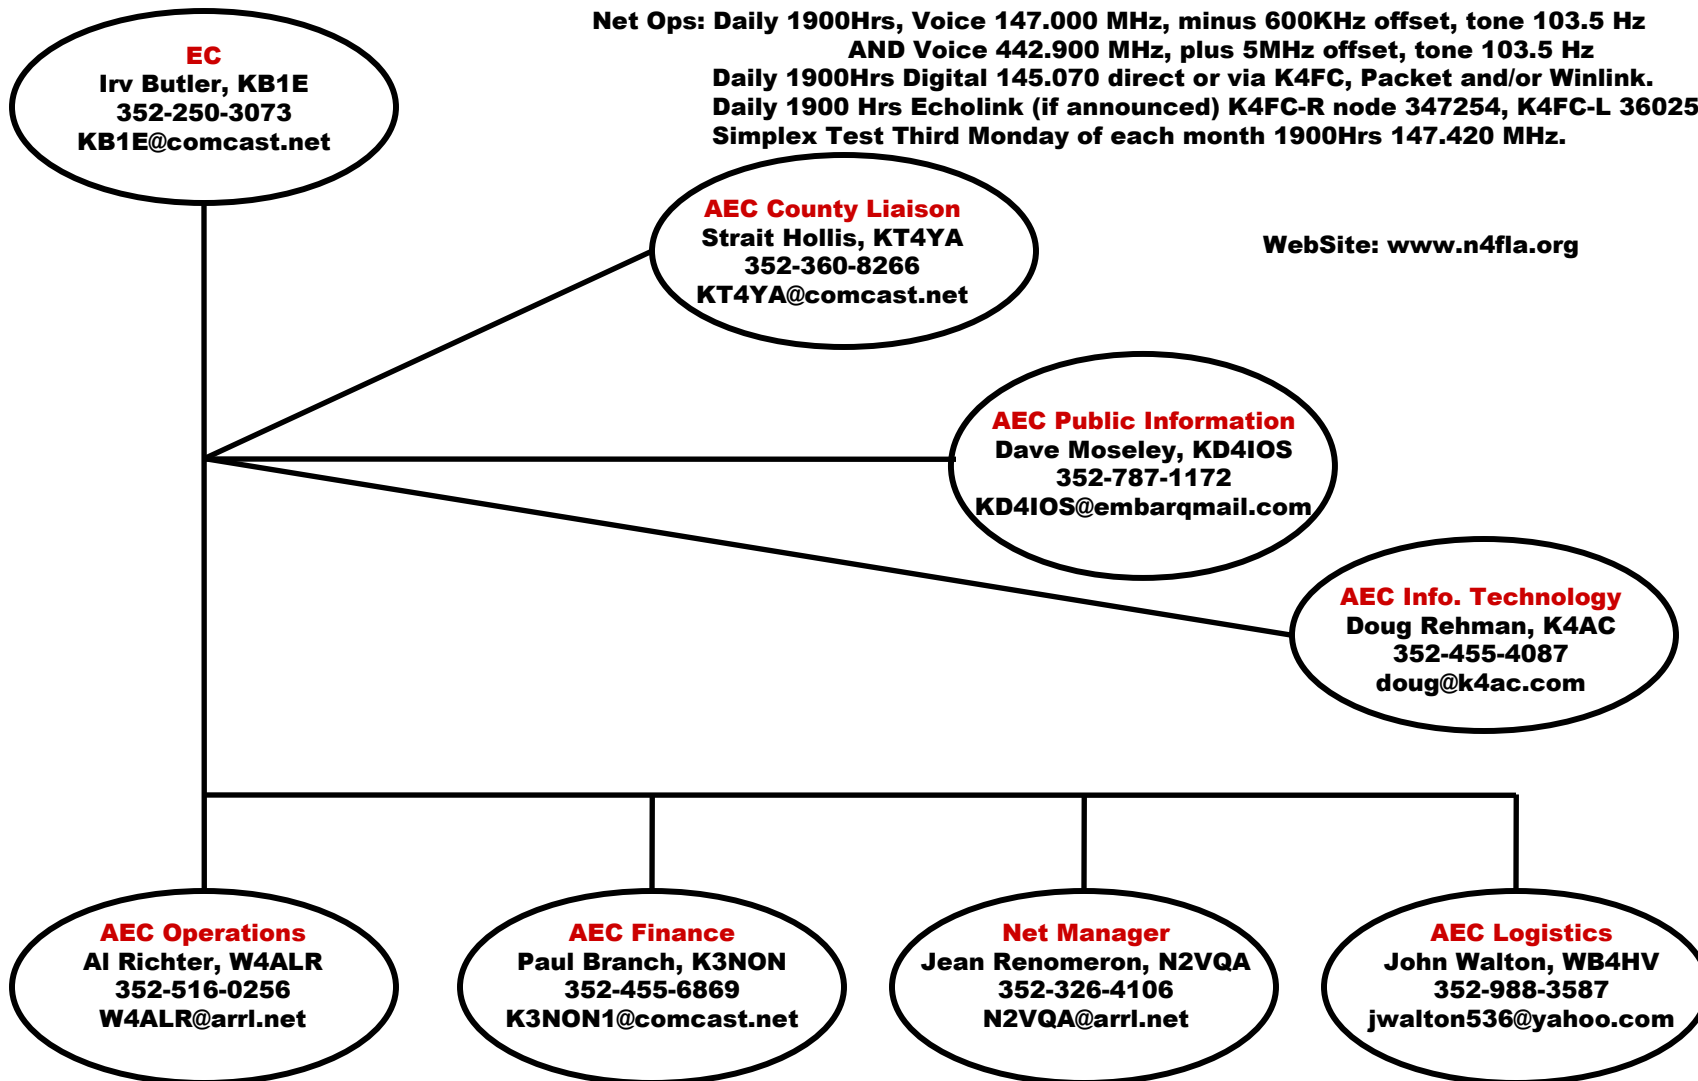 Net Ops: Daily 1900Hrs, Voice 147.000 MHz, minus 600KHz offset, tone 103.5 Hz
AND Voice 442.900 MHz, plus 5MHz offset, tone 103.5 Hz
Daily 1900Hrs Digital 145.070 direct or via K4FC, Packet and/or Winlink.
Daily 1900 Hrs Echolink (if announced) K4FC-R node 347254, K4FC-L 36025
Simplex Test Third Monday of each month 1900Hrs 147.420 MHz.
EC
Irv Butler, KB1E
352-250-3073
KB1E@comcast.net
AEC County Liaison
Strait Hollis, KT4YA
352-360-8266
KT4YA@comcast.net
WebSite: www.n4fla.org
AEC Public Information
Dave Moseley, KD4IOS
352-787-1172
KD4IOS@embarqmail.com
AEC Info. Technology
Doug Rehman, K4AC
352-455-4087
doug@k4ac.com
AEC Operations
Al Richter, W4ALR
352-516-0256
W4ALR@arrl.net
AEC Finance
Paul Branch, K3NON
352-455-6869
K3NON1@comcast.net
Net Manager
Jean Renomeron, N2VQA
352-326-4106
N2VQA@arrl.net
AEC Logistics
John Walton, WB4HV
352-988-3587
jwalton536@yahoo.com